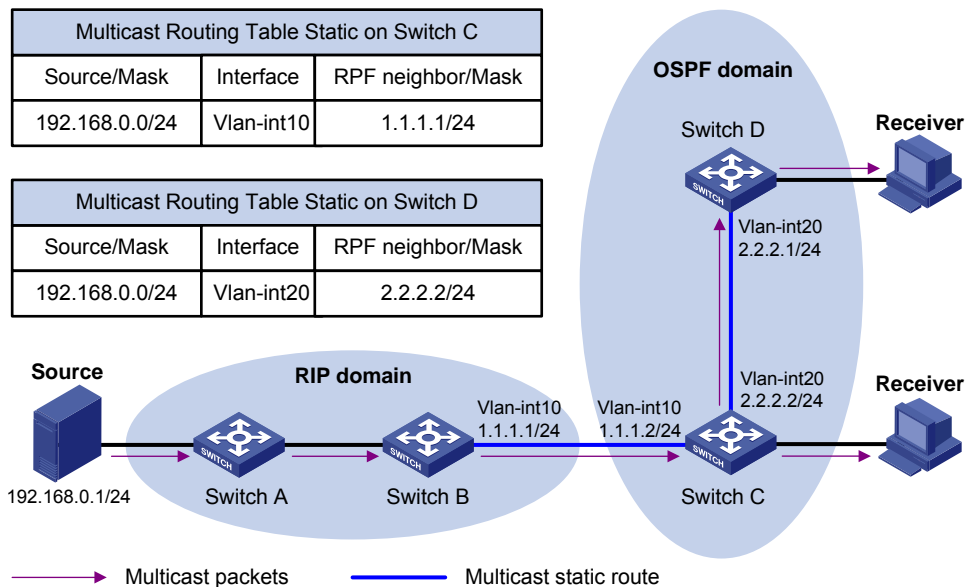 Multicast Routing Table Static on Switch C
Source/Mask Interface RPF neighbor/Mask
192.168.0.0/24 Vlan-int10 1.1.1.1/24
Multicast Routing Table Static on Switch D
Source/Mask Interface RPF neighbor/Mask
192.168.0.0/24 Vlan-int20 2.2.2.2/24
OSPF domain
Switch D
Receiver
SWITCH
Vlan-int20
2.2.2.1/24
Source
RIP domain
Vlan-int20
2.2.2.2/24
Receiver
Vlan-int10
1.1.1.1/24
Vlan-int10
1.1.1.2/24
SWITCH
SWITCH
SWITCH
192.168.0.1/24
Switch A
Switch B
Switch C
Multicast packets
Multicast static route